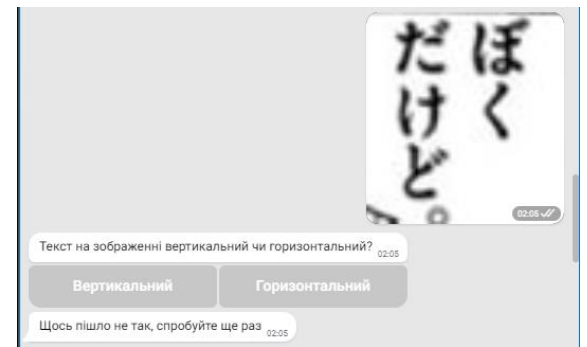 ぼく
だけど。
02:05
Текст на зображенні вертикальний чи горизонтальний? 02:05
Вертикальний
Горизонтальний
Щось пішло не так, спробуйте ще раз 02:05